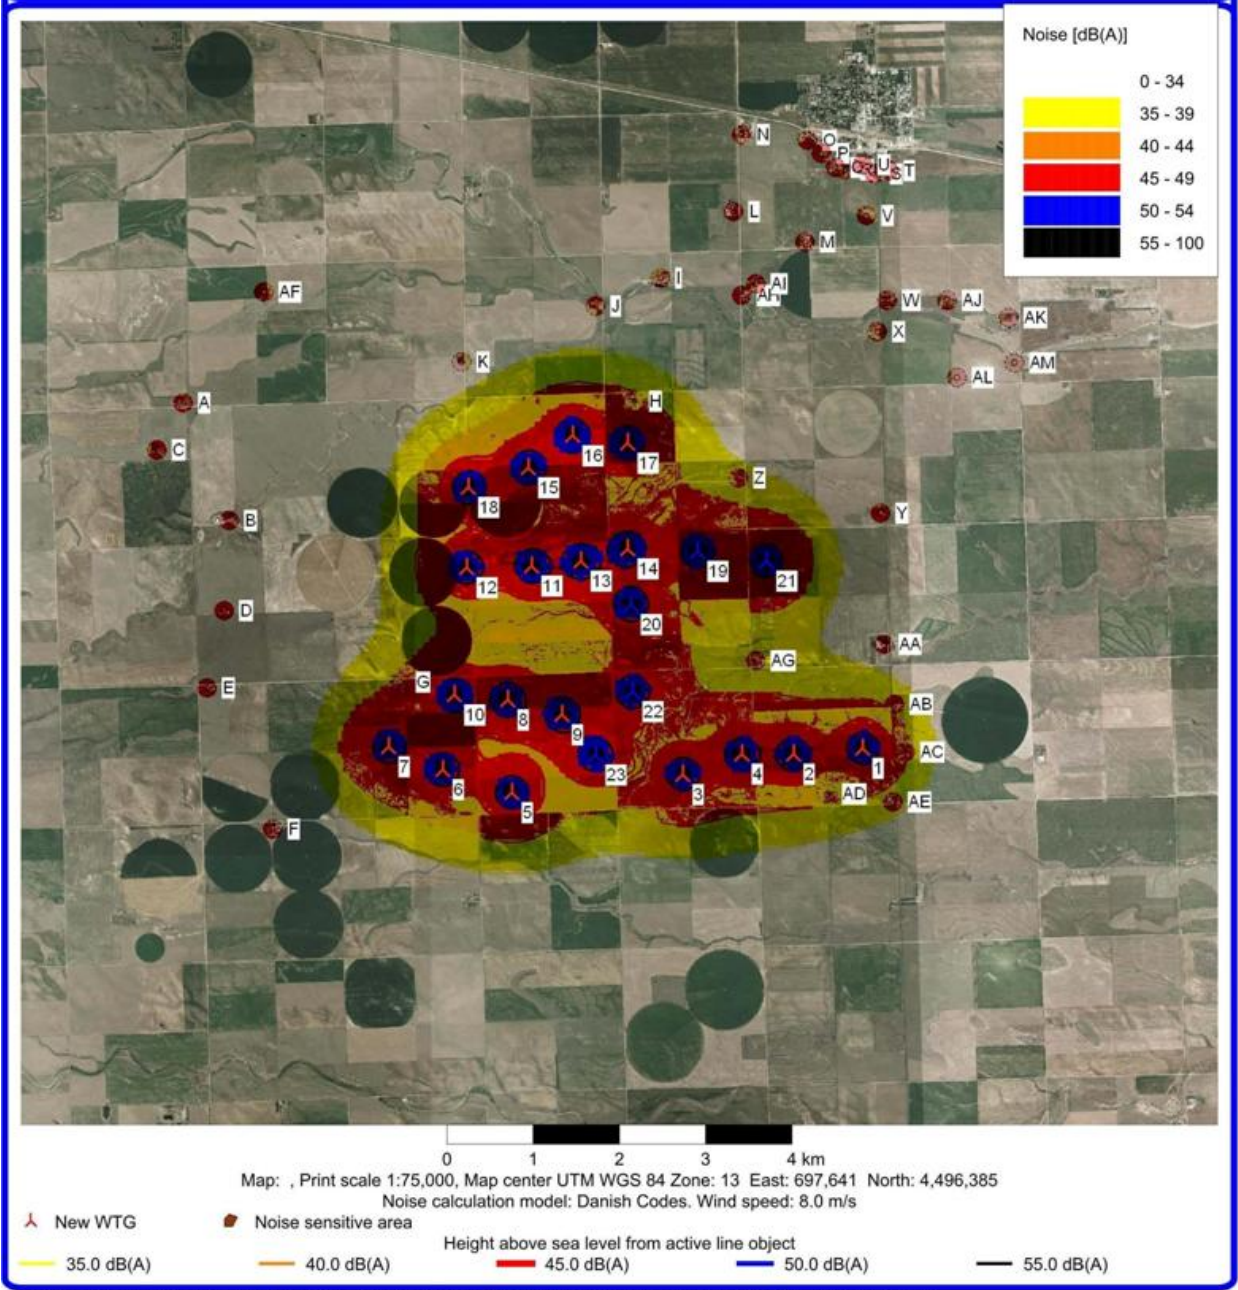 Noise [dB(A)]
0 - 34
35 - 39
40 - 44
45 - 49
50 - 54
55 - 100
N
O
P
U
T
L
V
M
I
AI
AF
J
W
AJ
AK
X
K
AL
AM
A
H
C
16
17
15
Z
18
B
Y
14
12
11
13
19
21
D
20
AA
AG
G
E
10
8
22
AB
9
7
6
23
4
2
1
AC
3
5
AD
AE
F
0 1 2 3 4 km
Map: , Print scale 1:75,000, Map center UTM WGS 84 Zone: 13 East: 697,641 North: 4,496,385
Noise calculation model: Danish Codes. Wind speed: 8.0 m/s
New WTG Noise sensitive area
Height above sea level from active line object
35.0 dB(A) 40.0 dB(A) 45.0 dB(A) 50.0 dB(A) 55.0 dB(A)